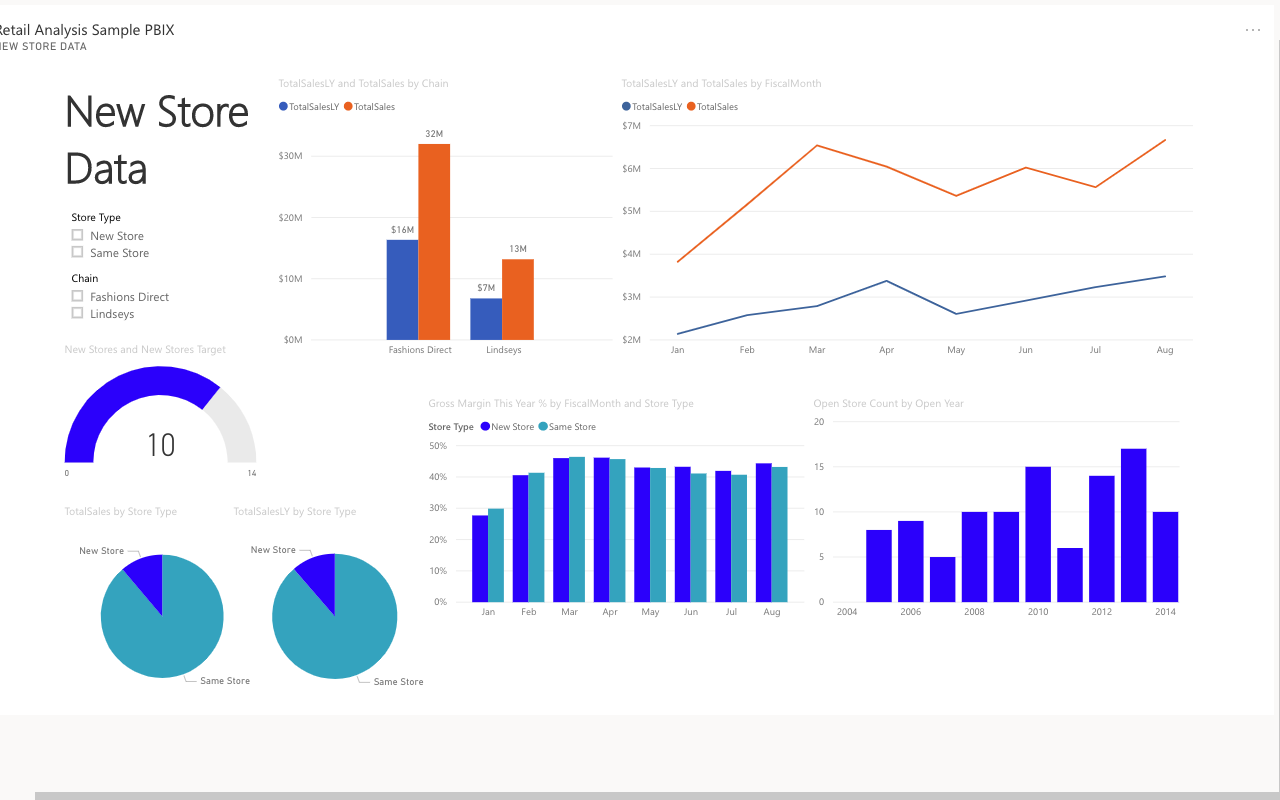 Retail Analysis Sample PBIX
NEW STORE DATA
...
New Store
Data
Store Type
New Store
Same Store
Chain
Fashions Direct
Lindseys
New Stores and New Stores Target
10
0
14
TotalSalesLY and TotalSales by Chain
TotalSalesLY TotalSales
$30M
$20M
$10M
$0M
$16M
32M
$7M
13M
Fashions Direct
Lindseys
TotalSalesLY and TotalSales by FiscalMonth
TotalSalesLY TotalSales
$7M
$6M
$5M
$4M
$3M
$2M
Jan Feb Mar Apr May Jun Jul Aug
TotalSales by Store Type
New Store
Same Store
TotalSalesLY by Store Type
New Store
Same Store
Gross Margin This Year % by FiscalMonth and Store Type
Store Type New Store Same Store
50%
40%
30%
20%
10%
0%
Jan Feb Mar Apr May Jun Jul Aug
Open Store Count by Open Year
20
15
10
5
0
2004 2006 2008 2010 2012 2014